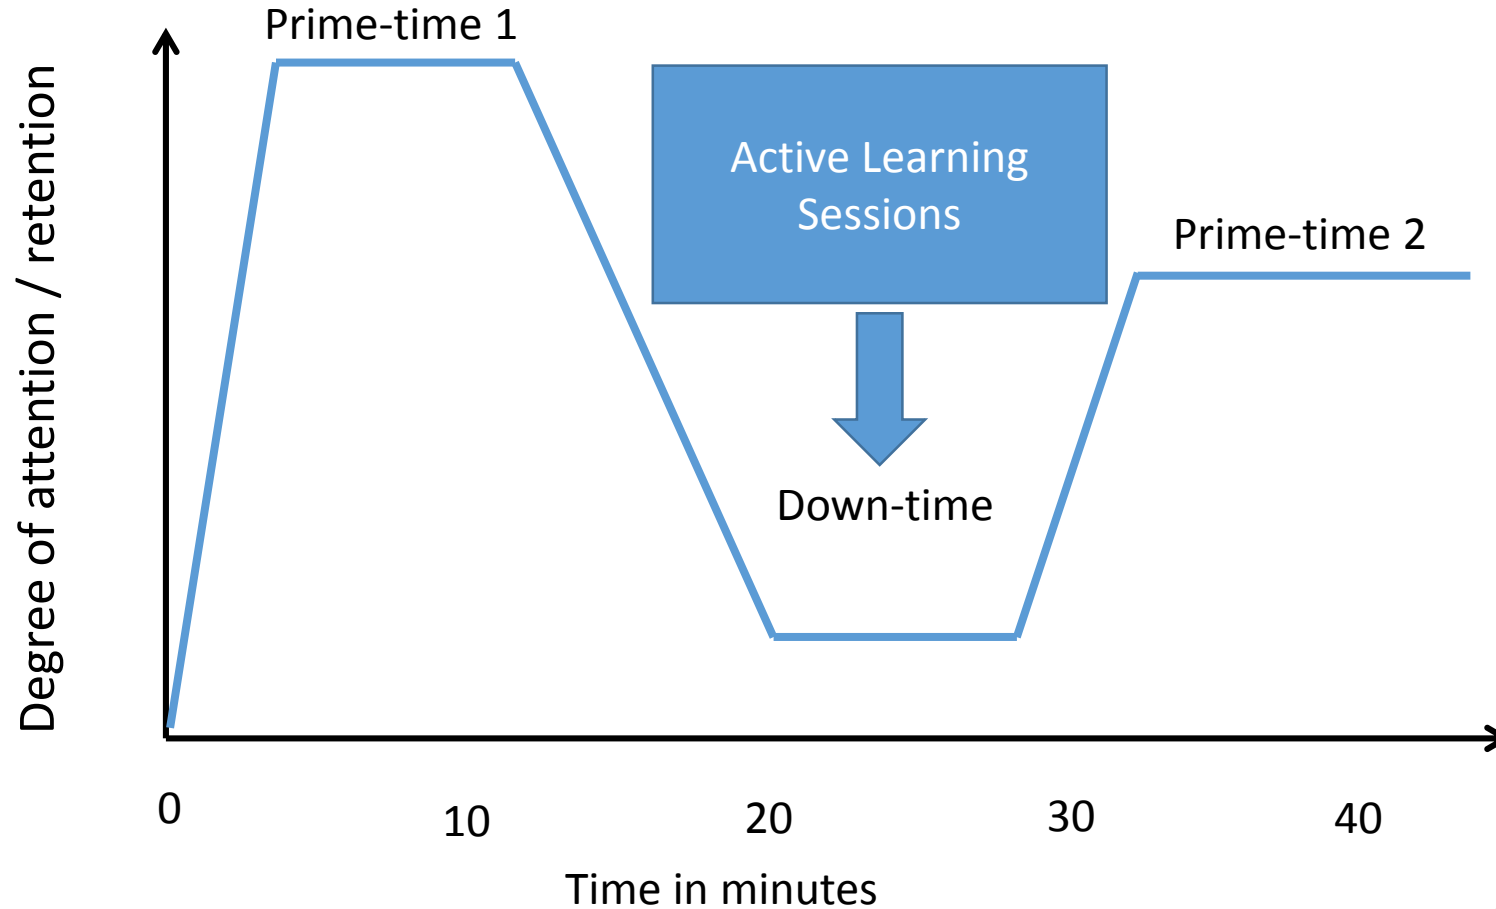 Prime-time 1
Degree of attention / retention
Active Learning
Sessions
Prime-time 2
Down-time
0
10
20
30
40
Time in minutes